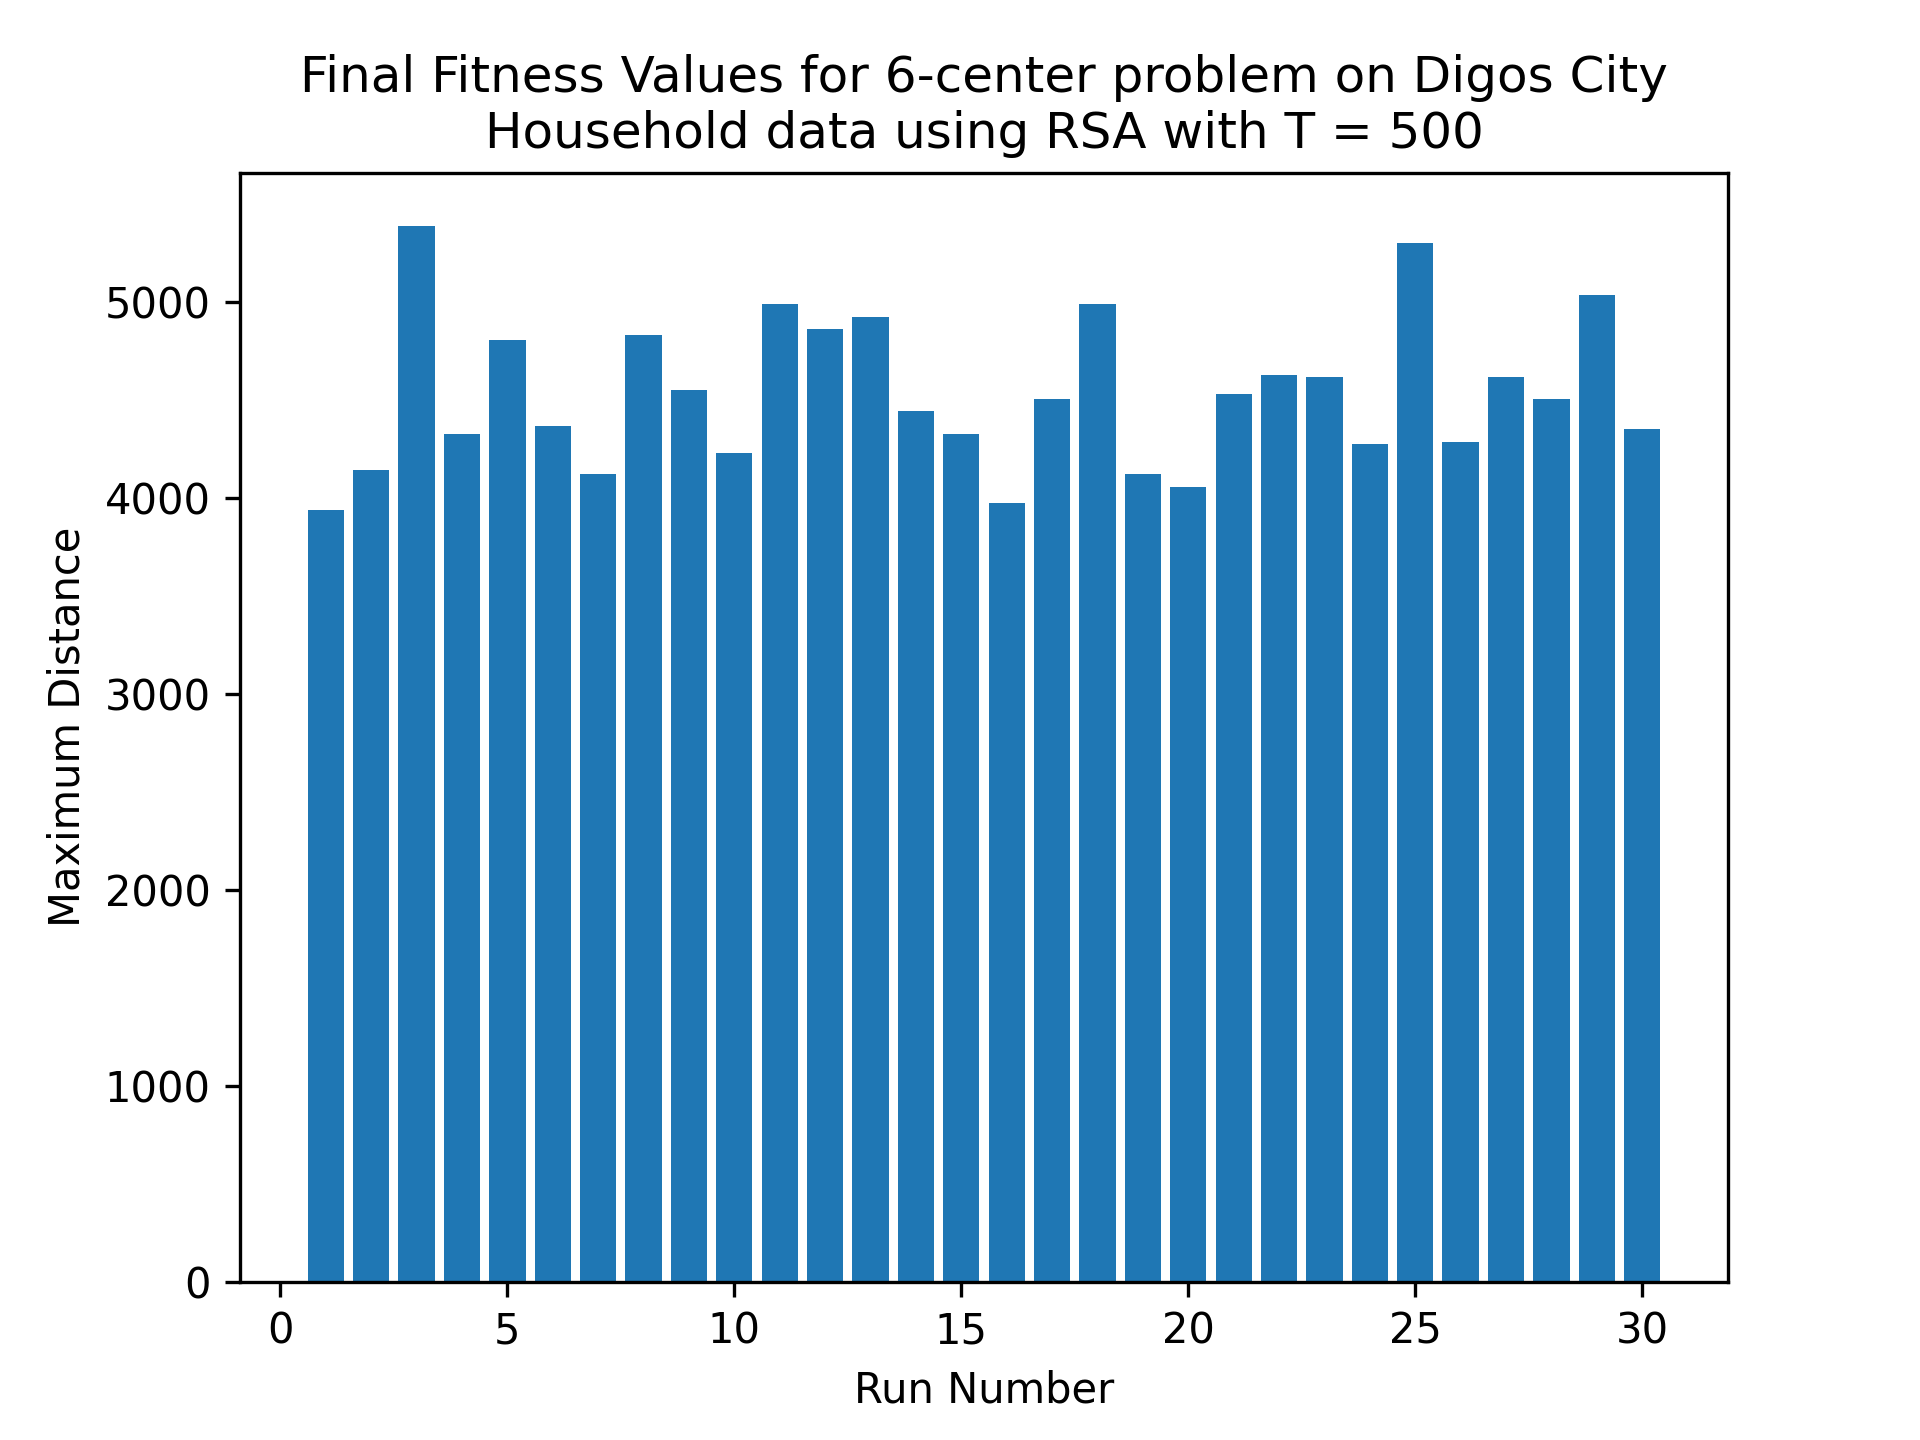 Final Fitness Values for 6-center problem on Digos City
Household data using RSA with T = 500
Maximum Distance
5000
4000
3000
2000
1000
0
0 5 10 15 20 25 30
Run Number